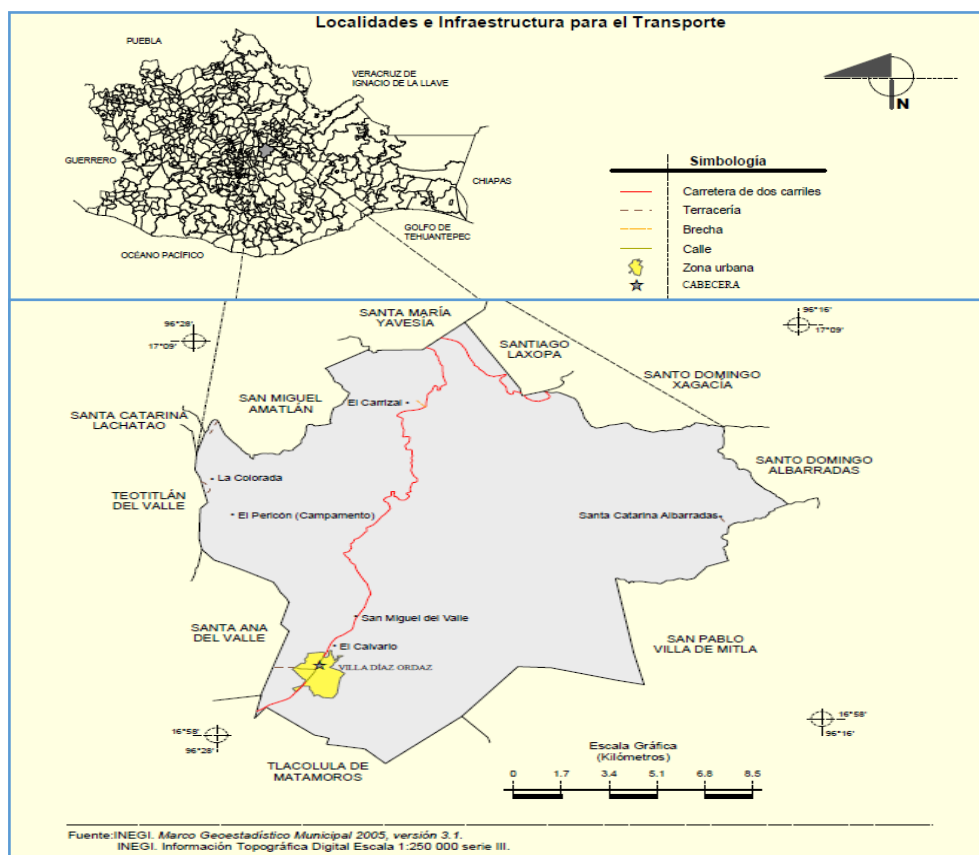 Localidades e Infraestructura para el Transporte
PUEBLA
VERACRUZ DE
IGNACIO DE LA LLAVE
GUERRERO
CHIAPAS
GOLFO DE
TEHUANTEPEC
OCÉANO PACÍFICO
N
Simbología
Carretera de dos carriles
Terracería
Brecha
Calle
Zona urbana
CABECERA
SANTA MARÍA
YAVESÍA
96°28'
17°09'
96°16'
17°09'
SANTIAGO
LAXOPA
SANTO DOMINGO
XAGACÍA
SAN MIGUEL
AMATLÁN
El Carrizal
SANTA CATARINA
LACHATAO
SANTO DOMINGO
ALBARRADAS
La Colorada
TEOTITLÁN
DEL VALLE
El Pericón (Campamento)
Santa Catarina Albarradas
SANTA ANA
DEL VALLE
San Miguel del Valle
El Calvario
VILLA DÍAZ ORDAZ
SAN PABLO
VILLA DE MITLA
16°58'
96°28'
16°58'
96°16'
TLACOLULA DE
MATAMOROS
Escala Gráfica
(Kilómetros)
0 1.7 3.4 5.1 6.8 8.5
Fuente:INEGI. Marco Geoestadístico Municipal 2005, versión 3.1.
INEGI. Información Topográfica Digital Escala 1:250 000 serie III.